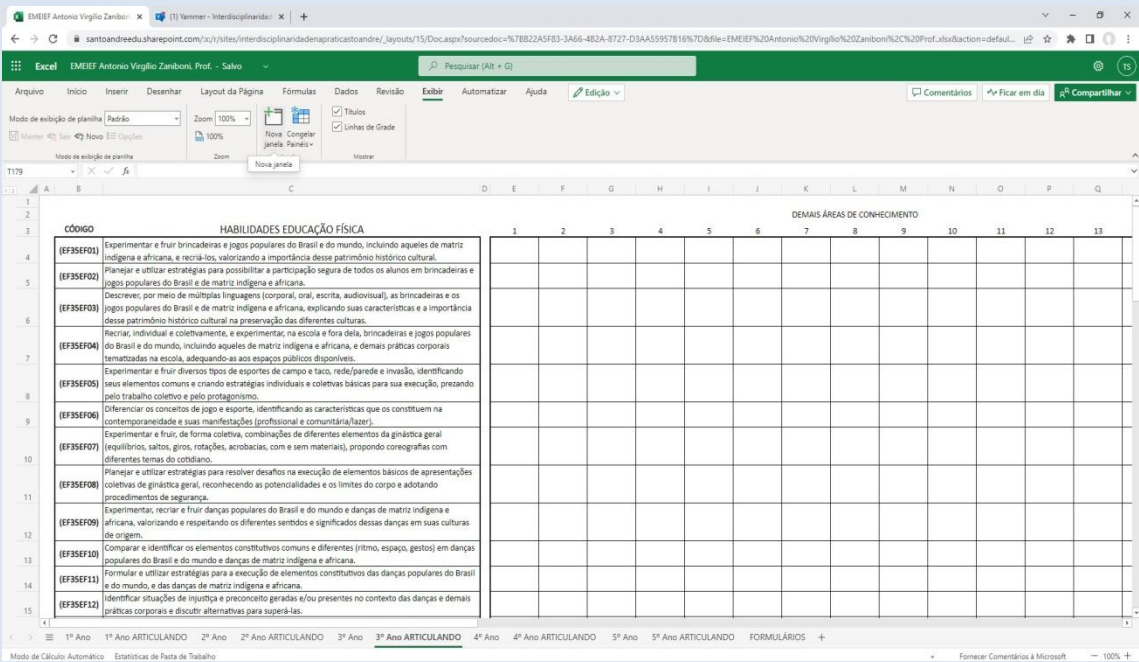 EMEIEF Antonio Virgílio Zaniboni
(1) Yammer - Interdisciplinarida
santoandreedu.sharepoint.com/:x:/r/sites/interdisciplinaridenapraticastoandre/_layouts/15/Doc.aspx?sourcedoc=%7BB22A5F83-3A66-4B2A-8727-D3AA55957B16%7D&file=EMEIEF%20Antonio%20Virgílio%20Zaniboni%2C%20Prof..xlsx&action=defaul...
Excel EMEIEF Antonio Virgílio Zaniboni, Prof. - Salvo
Pesquisar (Alt + G)
TS
Arquivo Início Inserir Desenhar Layout da Página Fórmulas Dados Revisão Exibir Automatizar Ajuda Edição Comentários Ficar em dia Compartilhar
Modo de exibição de planilha Padrão Zoom 100% Nova janela Congelar Painéis Títulos
Manter Sair Novo Opções 100% Linhas de Grade
Modo de exibição de planilha Zoom Mostrar
Nova janela
T179 fx
A B C D E F G H I J K L M N O P Q
1
2 DEMAIS ÁREAS DE CONHECIMENTO
3 CÓDIGO HABILIDADES EDUCAÇÃO FÍSICA 1 2 3 4 5 6 7 8 9 10 11 12 13
4 (EF35EF01) Experimentar e fruir brincadeiras e jogos populares do Brasil e do mundo, incluindo aqueles de matriz
indígena e africana, e recriá-los, valorizando a importância desse patrimônio histórico cultural.
5 (EF35EF02) Planejar e utilizar estratégias para possibilitar a participação segura de todos os alunos em brincadeiras e
jogos populares do Brasil e de matriz indígena e africana.
6 (EF35EF03) Descrever, por meio de múltiplas linguagens (corporal, oral, escrita, audiovisual), as brincadeiras e os
jogos populares do Brasil e de matriz indígena e africana, explicando suas características e a importância
desse patrimônio histórico cultural na preservação das diferentes culturas.
7 (EF35EF04) Recriar, individual e coletivamente, e experimentar, na escola e fora dela, brincadeiras e jogos populares
do Brasil e do mundo, incluindo aqueles de matriz indígena e africana, e demais práticas corporais
tematizadas na escola, adequando-as aos espaços públicos disponíveis.
8 (EF35EF05) Experimentar e fruir diversos tipos de esportes de campo e taco, rede/parede e invasão, identificando
seus elementos comuns e criando estratégias individuais e coletivas básicas para sua execução, prezando
pelo trabalho coletivo e pelo protagonismo.
9 (EF35EF06) Diferenciar os conceitos de jogo e esporte, identificando as características que os constituem na
contemporaneidade e suas manifestações (profissional e comunitária/lazer).
10 (EF35EF07) Experimentar e fruir, de forma coletiva, combinações de diferentes elementos da ginástica geral
(equilíbrios, saltos, giros, rotações, acrobacias, com e sem materiais), propondo coreografias com
diferentes temas do cotidiano.
11 (EF35EF08) Planejar e utilizar estratégias para resolver desafios na execução de elementos básicos de apresentações
coletivas de ginástica geral, reconhecendo as potencialidades e os limites do corpo e adotando
procedimentos de segurança.
12 (EF35EF09) Experimentar, recriar e fruir danças populares do Brasil e do mundo e danças de matriz indígena e
africana, valorizando e respeitando os diferentes sentidos e significados dessas danças em suas culturas
de origem.
13 (EF35EF10) Comparar e identificar os elementos constitutivos comuns e diferentes (ritmo, espaço, gestos) em danças
populares do Brasil e do mundo e danças de matriz indígena e africana.
14 (EF35EF11) Formular e utilizar estratégias para a execução de elementos constitutivos das danças populares do Brasil
e do mundo, e das danças de matriz indígena e africana.
15 (EF35EF12) Identificar situações de injustiça e preconceito geradas e/ou presentes no contexto das danças e demais
práticas corporais e discutir alternativas para superá-las.
1º Ano 1º Ano ARTICULANDO 2º Ano 2º Ano ARTICULANDO 3º Ano 3º Ano ARTICULANDO 4º Ano 4º Ano ARTICULANDO 5º Ano 5º Ano ARTICULANDO FORMULÁRIOS
Modo de Cálculo: Automático Estatísticas de Pasta de Trabalho Fornecer Comentários à Microsoft 100%